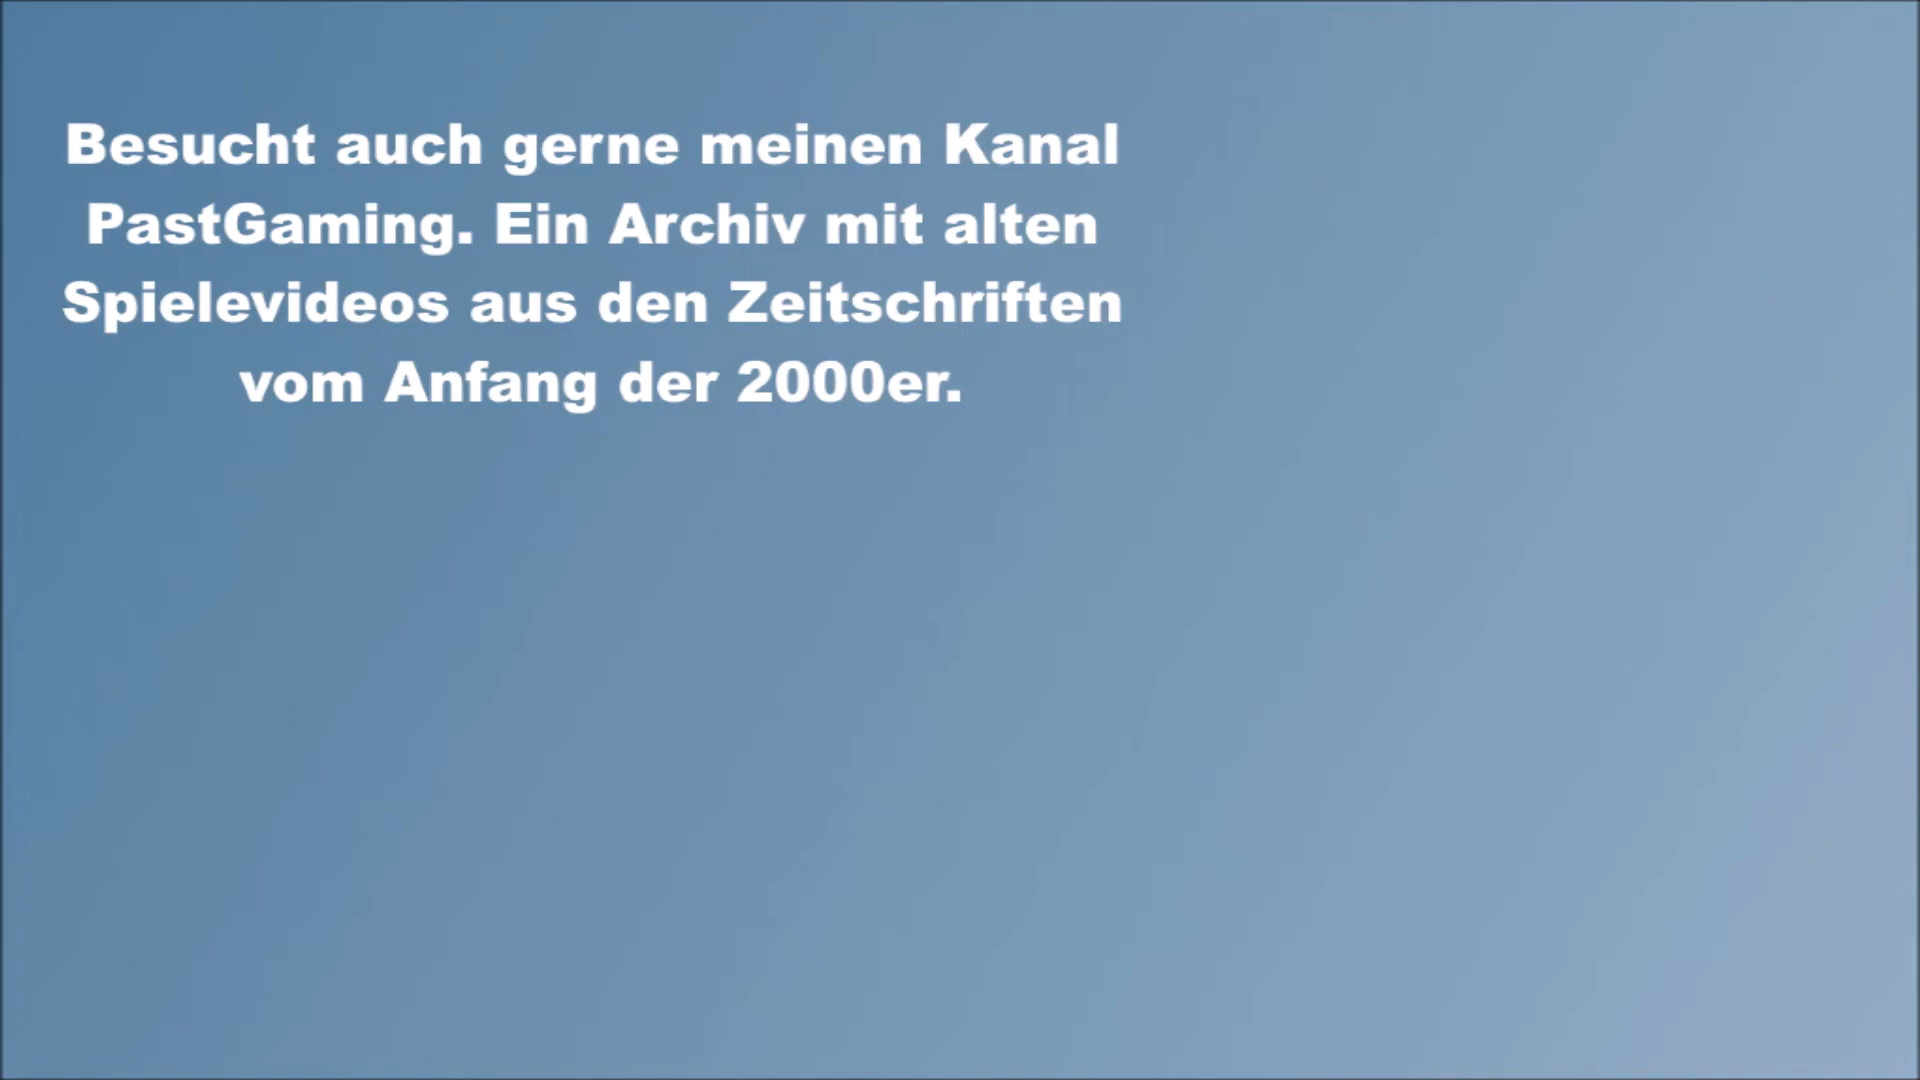 Besucht auch gerne meinen Kanal
PastGaming. Ein Archiv mit alten
Spielevideos aus den Zeitschriften
vom Anfang der 2000er.